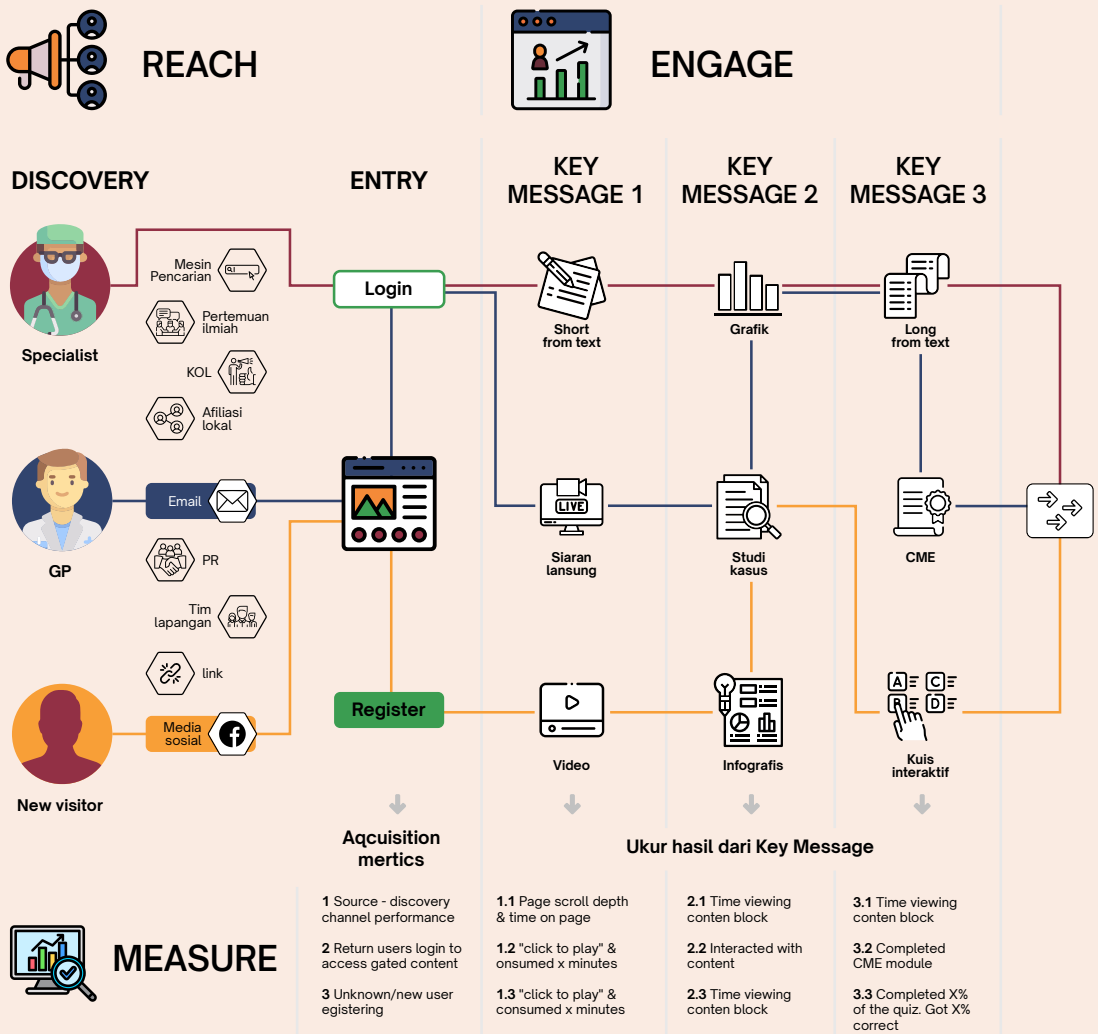 REACH
ENGAGE
DISCOVERY
ENTRY
KEY
MESSAGE 1
KEY
MESSAGE 2
KEY
MESSAGE 3
Specialist
Mesin
Pencarian
Pertemuan
ilmiah
KOL
Afiliasi
lokal
Login
Short
from text
Grafik
Long
from text
GP
Email
PR
Tim
lapangan
link
LIVE
Siaran
lansung
Studi
kasus
CME
New visitor
Media
sosial
Register
Video
Infografis
A
C
B
D
Kuis
interaktif
Aqcuisition
mertics
Ukur hasil dari Key Message
MEASURE
1 Source - discovery
channel performance
2 Return users login to
access gated content
3 Unknown/new user
egistering
1.1 Page scroll depth
& time on page
1.2 "click to play" &
onsumed x minutes
1.3 "click to play" &
consumed x minutes
2.1 Time viewing
conten block
2.2 Interacted with
content
2.3 Time viewing
conten block
3.1 Time viewing
conten block
3.2 Completed
CME module
3.3 Completed X%
of the quiz. Got X%
correct